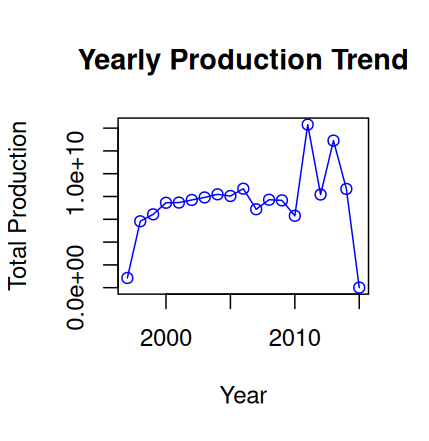 Yearly Production Trend
Total Production
1.0e+10
0.0e+00
2000
2010
Year